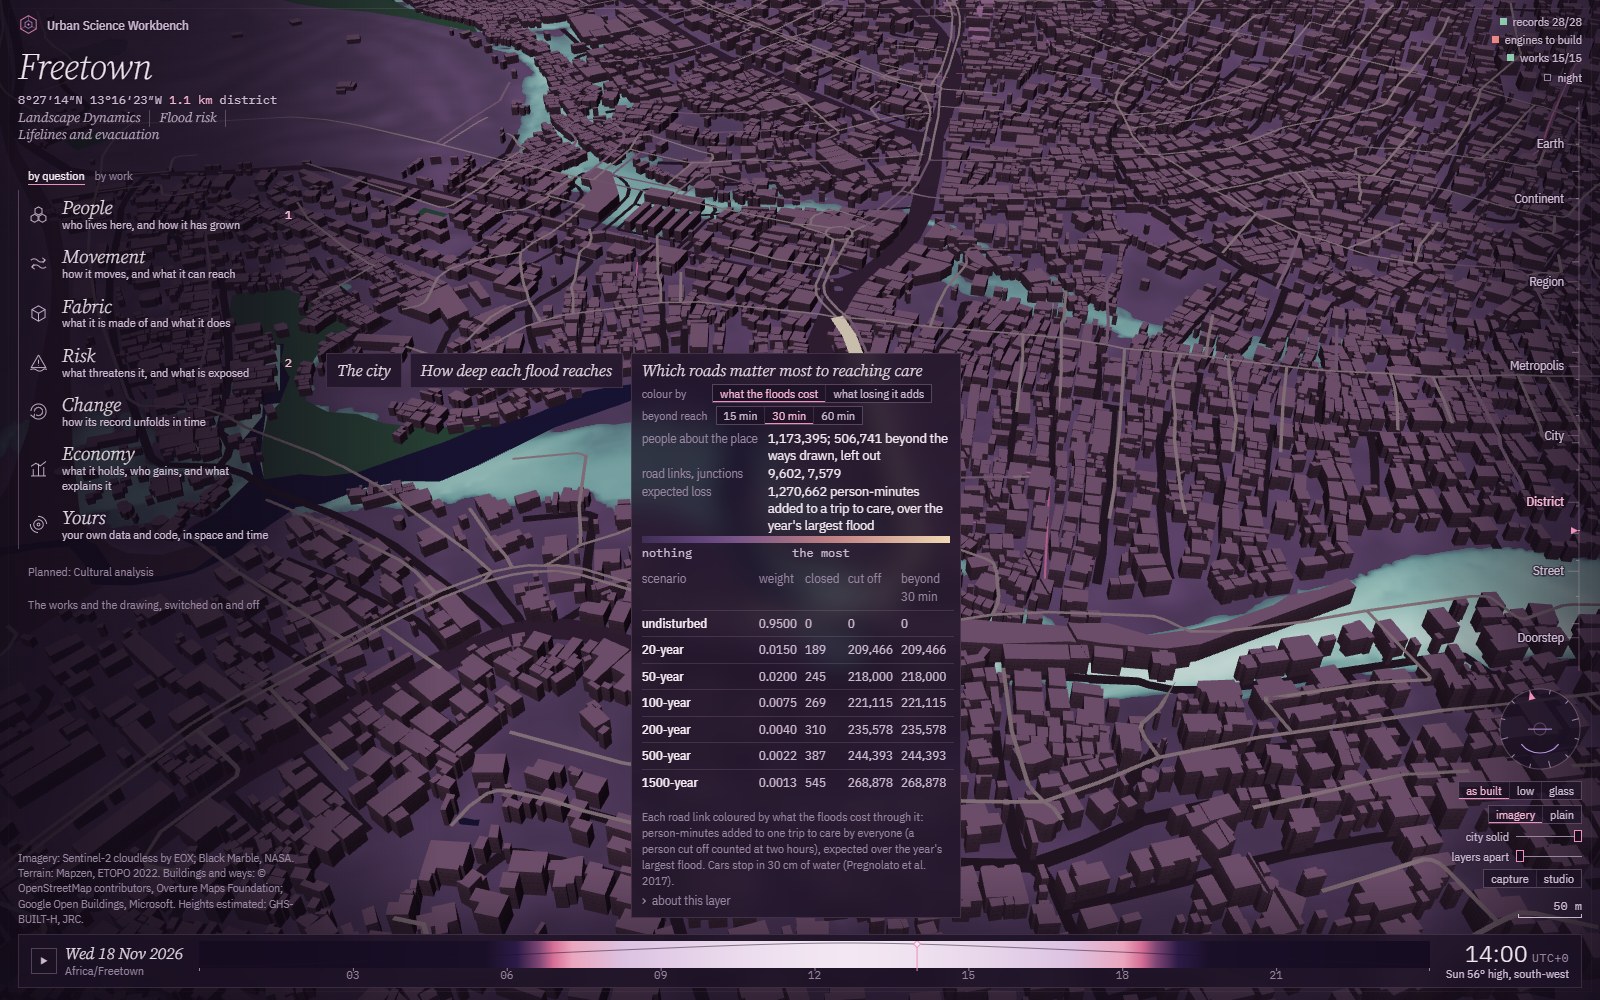 Urban Science Workbench
Freetown
8°27′14″N 13°16′23″W 1.1 km district
Landscape Dynamics | Flood risk |
Lifelines and evacuation
by question by work
People 1
who lives here, and how it has grown
Movement
how it moves, and what it can reach
Fabric
what it is made of and what it does
Risk 2
what threatens it, and what is exposed
Change
how its record unfolds in time
Economy
what it holds, who gains, and what
explains it
Yours
your own data and code, in space and time
Planned: Cultural analysis
The works and the drawing, switched on and off
Imagery: Sentinel-2 cloudless by EOX; Black Marble, NASA.
Terrain: Mapzen, ETOPO 2022. Buildings and ways: ©
OpenStreetMap contributors, Overture Maps Foundation;
Google Open Buildings, Microsoft. Heights estimated: GHS-
BUILT-H, JRC.
The city
How deep each flood reaches
Which roads matter most to reaching care
colour by what the floods cost what losing it adds
beyond reach 15 min 30 min 60 min
people about the place 1,173,395; 506,741 beyond the
ways drawn, left out
road links, junctions 9,602, 7,579
expected loss 1,270,662 person-minutes
added to a trip to care, over the
year's largest flood
nothing the most
scenario weight closed cut off beyond
30 min
undisturbed 0.9500 0 0 0
20-year 0.0150 189 209,466 209,466
50-year 0.0200 245 218,000 218,000
100-year 0.0075 269 221,115 221,115
200-year 0.0040 310 235,578 235,578
500-year 0.0022 387 244,393 244,393
1500-year 0.0013 545 268,878 268,878
Each road link coloured by what the floods cost through it:
person-minutes added to one trip to care by everyone (a
person cut off counted at two hours), expected over the year's
largest flood. Cars stop in 30 cm of water (Pregnolato et al.
2017).
› about this layer
records 28/28
engines to build
works 15/15
night
Earth
Continent
Region
Metropolis
City
District
Street
Doorstep
as built low glass
imagery plain
city solid
layers apart
capture studio
50 m
Wed 18 Nov 2026
Africa/Freetown
03 06 09 12 15 18 21
14:00 UTC+0
Sun 56° high, south-west